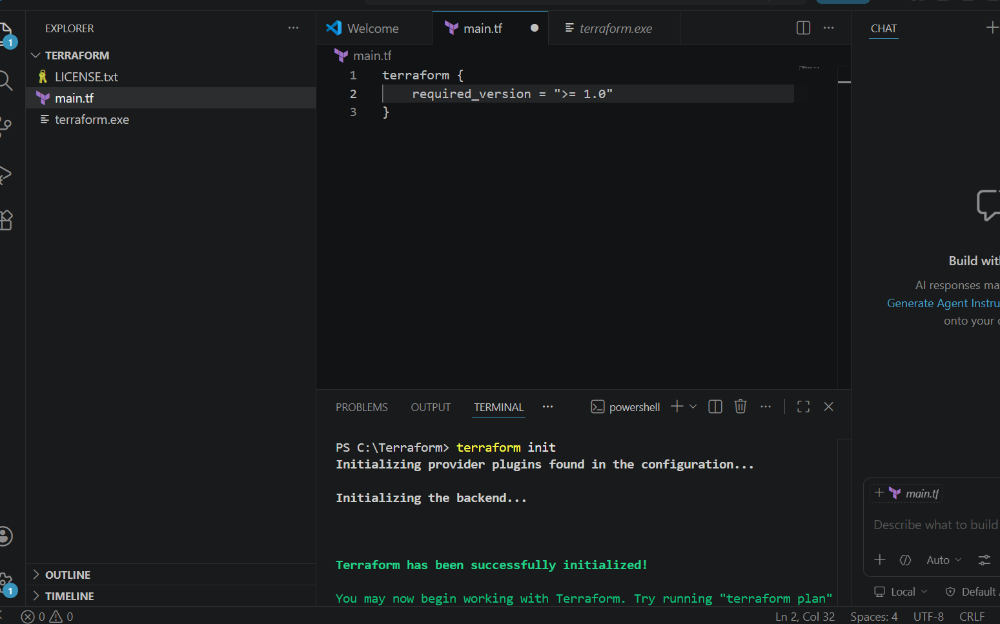 EXPLORER
TERRAFORM
LICENSE.txt
main.tf
terraform.exe
OUTLINE
TIMELINE
1
1
Welcome
main.tf
terraform.exe
main.tf
1 terraform {
2 required_version = ">= 1.0"
3 }
PROBLEMS OUTPUT TERMINAL powershell
PS C:\Terraform> terraform init
Initializing provider plugins found in the configuration...
Initializing the backend...
Terraform has been successfully initialized!
You may now begin working with Terraform. Try running "terraform plan"
CHAT
Build with
AI responses ma
Generate Agent Instru
onto your
main.tf
Describe what to build
Auto
Local Default
0 0 Ln 2, Col 32 Spaces: 4 UTF-8 CRLF